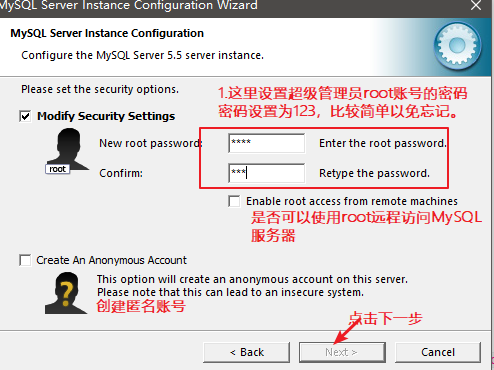 MySQL Server Instance Configuration Wizard
MySQL Server Instance Configuration
Configure the MySQL Server 5.5 server instance.
Please set the security options.
1.这里设置超级管理员root账号的密码
密码设置为123，比较简单以免忘记。
Modify Security Settings
New root password: **** Enter the root password.
root
Confirm: *** Retype the password.
Enable root access from remote machines
是否可以使用root远程访问MySQL
服务器
Create An Anonymous Account
This option will create an anonymous account on this server.
Please note that this can lead to an insecure system.
创建匿名账号
点击下一步
< Back Next > Cancel